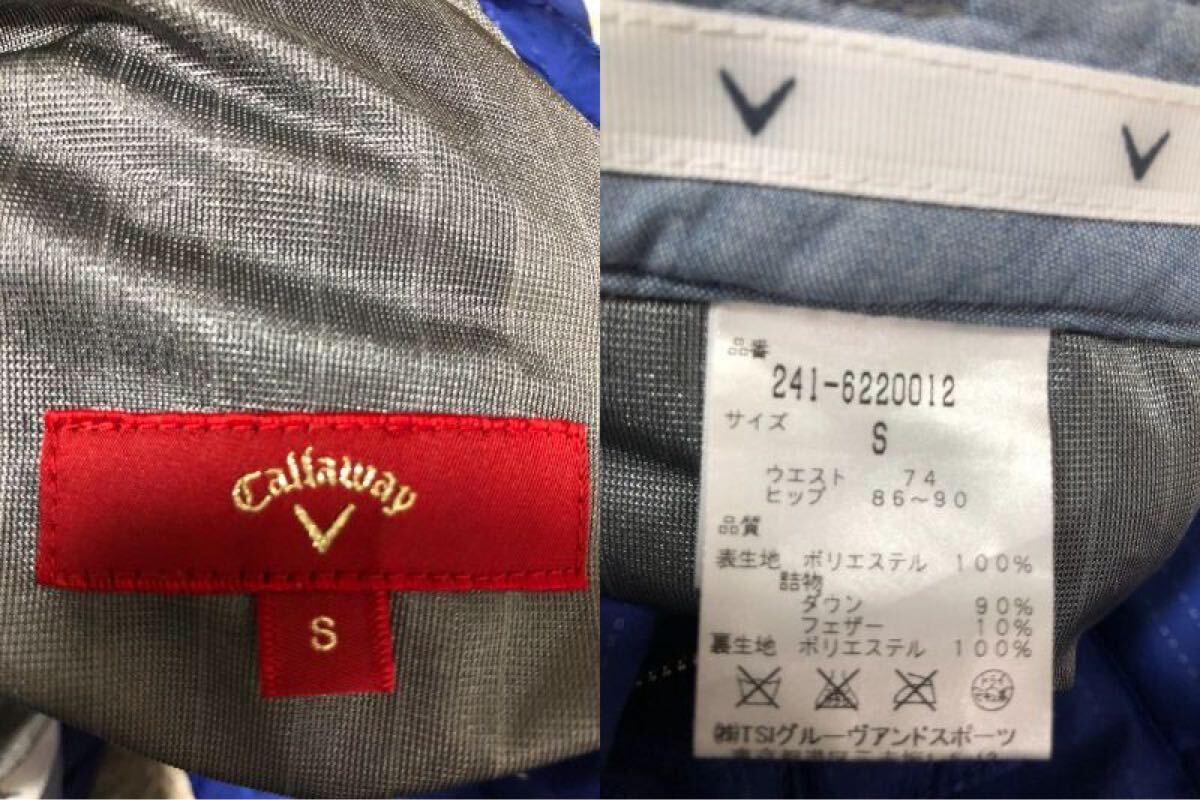 Callaway
S
品番
241-6220012
サイズ
S
ウエスト 74
ヒップ 86～90
品質
表生地 ポリエステル 100%
詰物
ダウン 90%
フェザー 10%
裏生地 ポリエステル 100%
ドライ
㈱TSIグルーヴアンドスポーツ